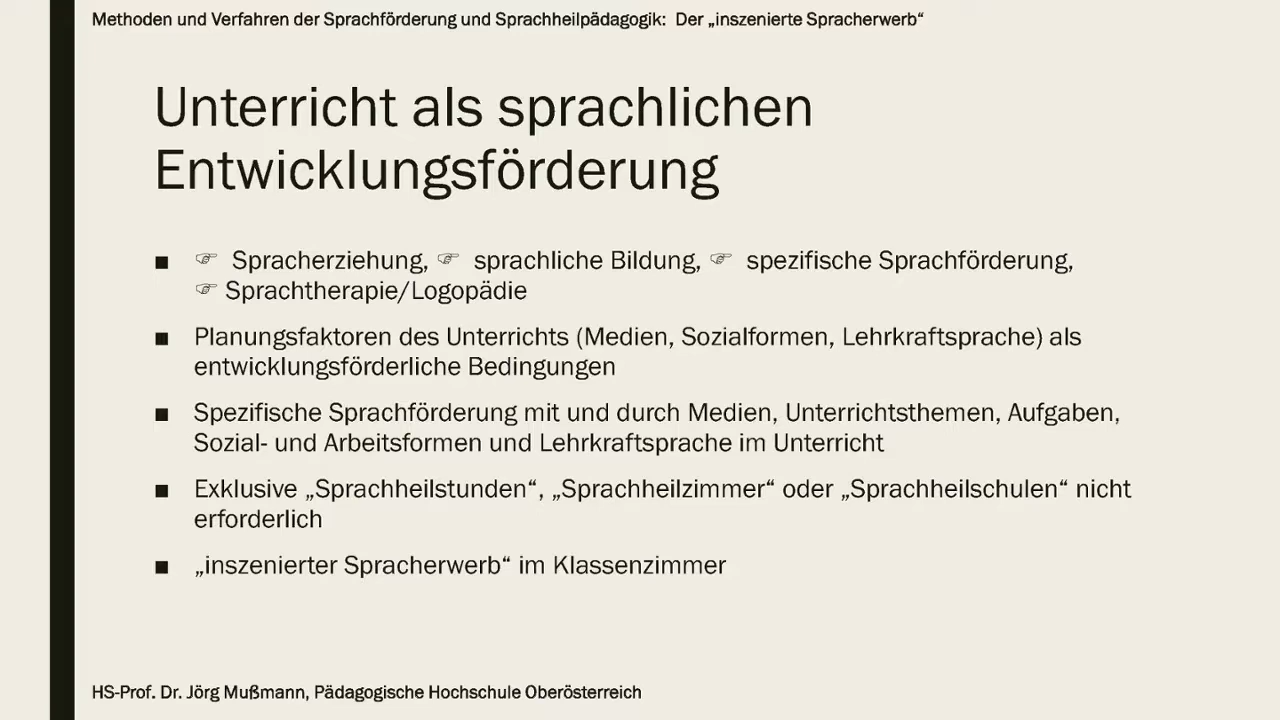 Methoden und Verfahren der Sprachförderung und Sprachheilpädagogik: Der „inszenierte Spracherwerb“
Unterricht als sprachlichen
Entwicklungsförderung
■ ☞ Spracherziehung, ☞ sprachliche Bildung, ☞ spezifische Sprachförderung,
☞ Sprachtherapie/Logopädie
■ Planungsfaktoren des Unterrichts (Medien, Sozialformen, Lehrkraftsprache) als
entwicklungsförderliche Bedingungen
■ Spezifische Sprachförderung mit und durch Medien, Unterrichtsthemen, Aufgaben,
Sozial- und Arbeitsformen und Lehrkraftsprache im Unterricht
■ Exklusive „Sprachheilstunden“, „Sprachheilzimmer“ oder „Sprachheilschulen“ nicht
erforderlich
■ „inszenierter Spracherwerb“ im Klassenzimmer
HS-Prof. Dr. Jörg Mußmann, Pädagogische Hochschule Oberösterreich